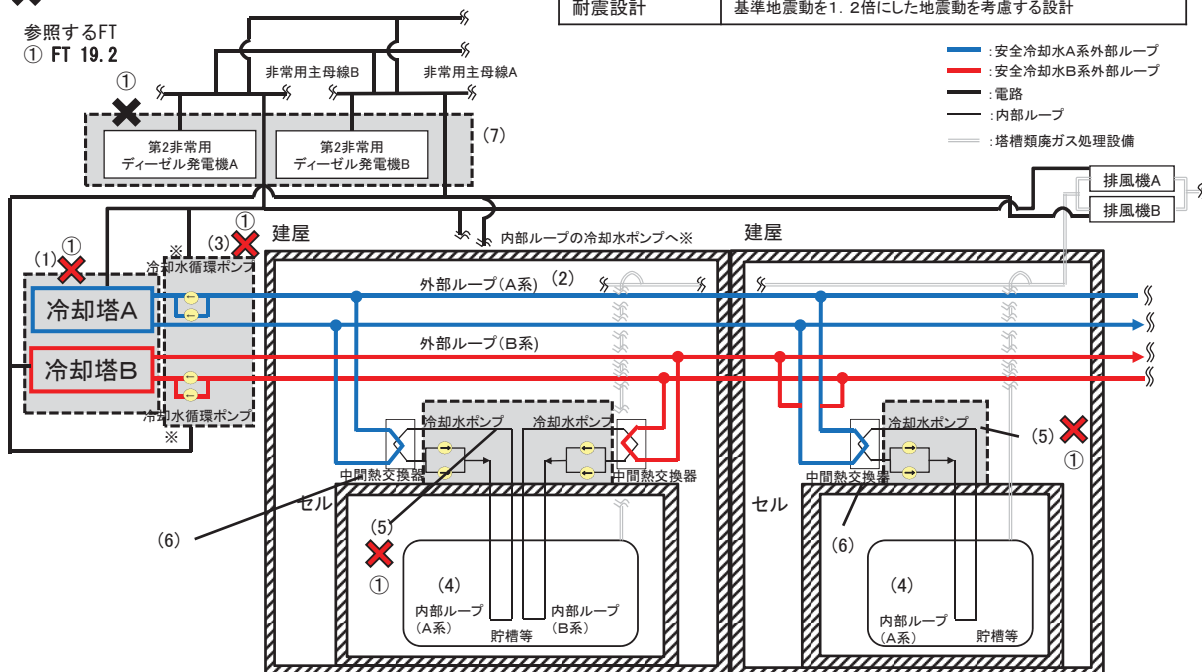 耐震設計 基準地震動を1．2倍にした地震動を考慮する設計
参照するFT
① FT 19.2
：安全冷却水A系外部ループ
：安全冷却水B系外部ループ
：電路
：内部ループ
：塔槽類廃ガス処理設備
①
非常用主母線B
非常用主母線A
第2非常用
ディーゼル発電機A
第2非常用
ディーゼル発電機B
(7)
排風機A
排風機B
(1)
①
(3)
①
※
冷却水循環ポンプ
冷却塔A
冷却塔B
冷却水循環ポンプ
※
建屋
内部ループの冷却水ポンプへ※
建屋
外部ループ(A系)
(2)
外部ループ(B系)
冷却水ポンプ
冷却水ポンプ
中間熱交換器
中間熱交換器
冷却水ポンプ
中間熱交換器
(5)
①
セル
(6)
(5)
①
(4)
内部ループ
(A系)
内部ループ
(B系)
貯槽等
セル
(6)
(4)
内部ループ
(A系)
貯槽等